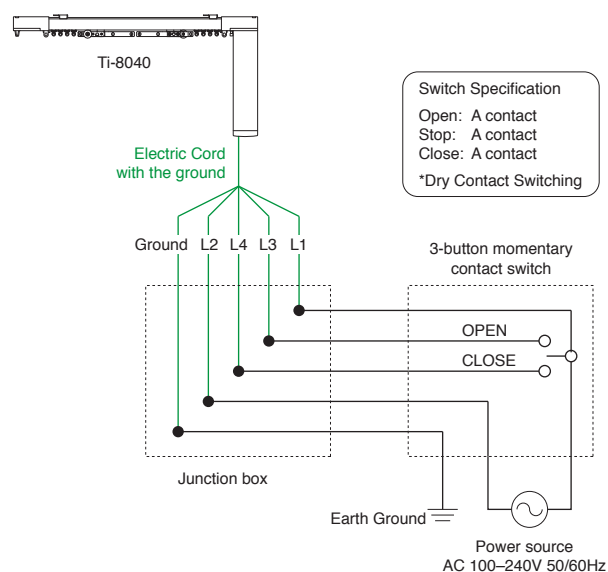 Ti-8040
Switch Specification
Open: A contact
Stop: A contact
Close: A contact
*Dry Contact Switching
Electric Cord
with the ground
Ground L2 L4 L3 L1
3-button momentary
contact switch
OPEN
CLOSE
Junction box
Earth Ground
Power source
AC 100–240V 50/60Hz